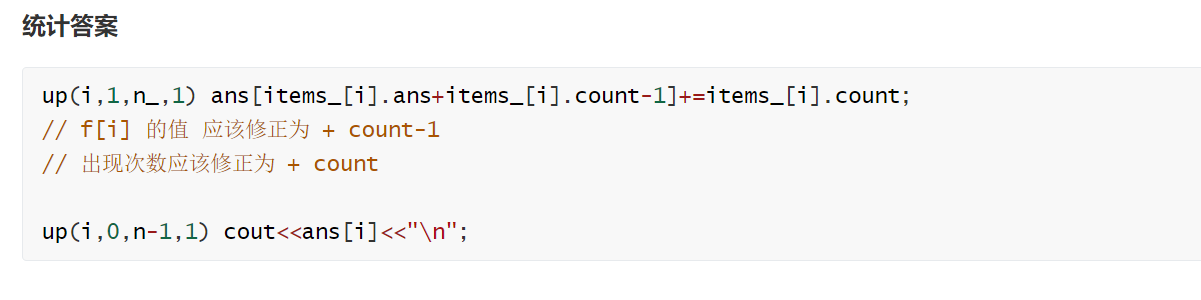 统计答案
up(i,1,n_,1) ans[items_[i].ans+items_[i].count-1]+=items_[i].count;
// f[i] 的值 应该修正为 + count-1
// 出现次数应该修正为 + count
up(i,0,n-1,1) cout<<ans[i]<<"\n";